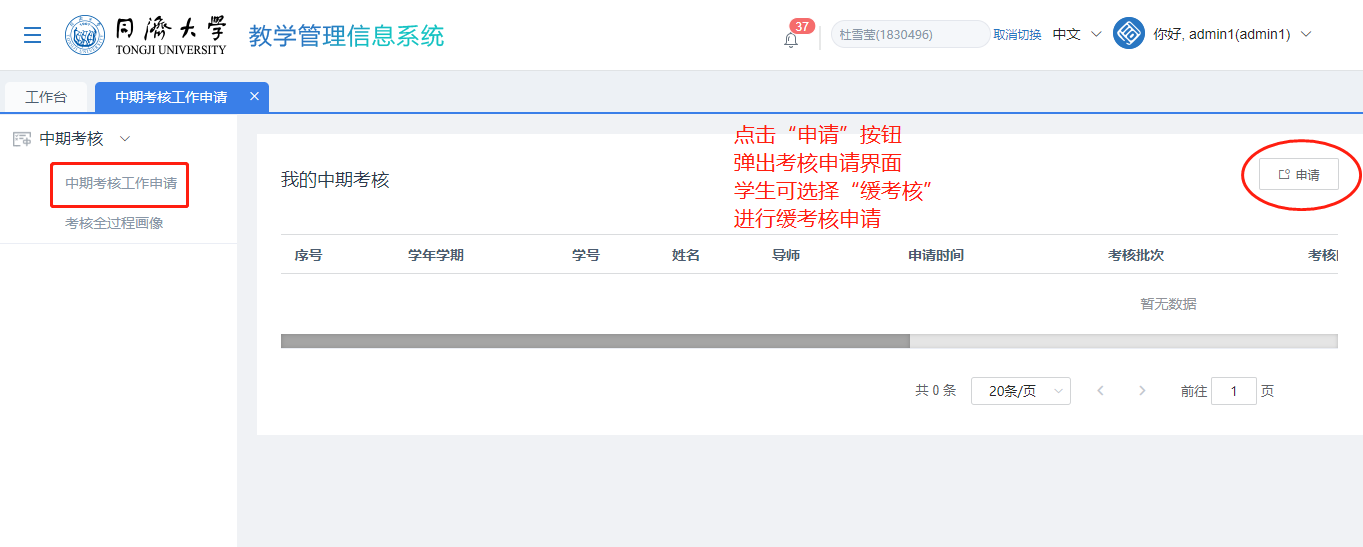 同濟大学
TONGJI UNIVERSITY
教学管理信息系统
37
杜雪莹(1830496)
取消切换
中文
你好, admin1(admin1)
工作台
中期考核工作申请
中期考核
中期考核工作申请
考核全过程画像
点击“申请”按钮
弹出考核申请界面
学生可选择“缓考核”
进行缓考核申请
我的中期考核
申请
序号 学年学期 学号 姓名 导师 申请时间 考核批次 考核
暂无数据
共 0 条 20条/页 前往 1 页